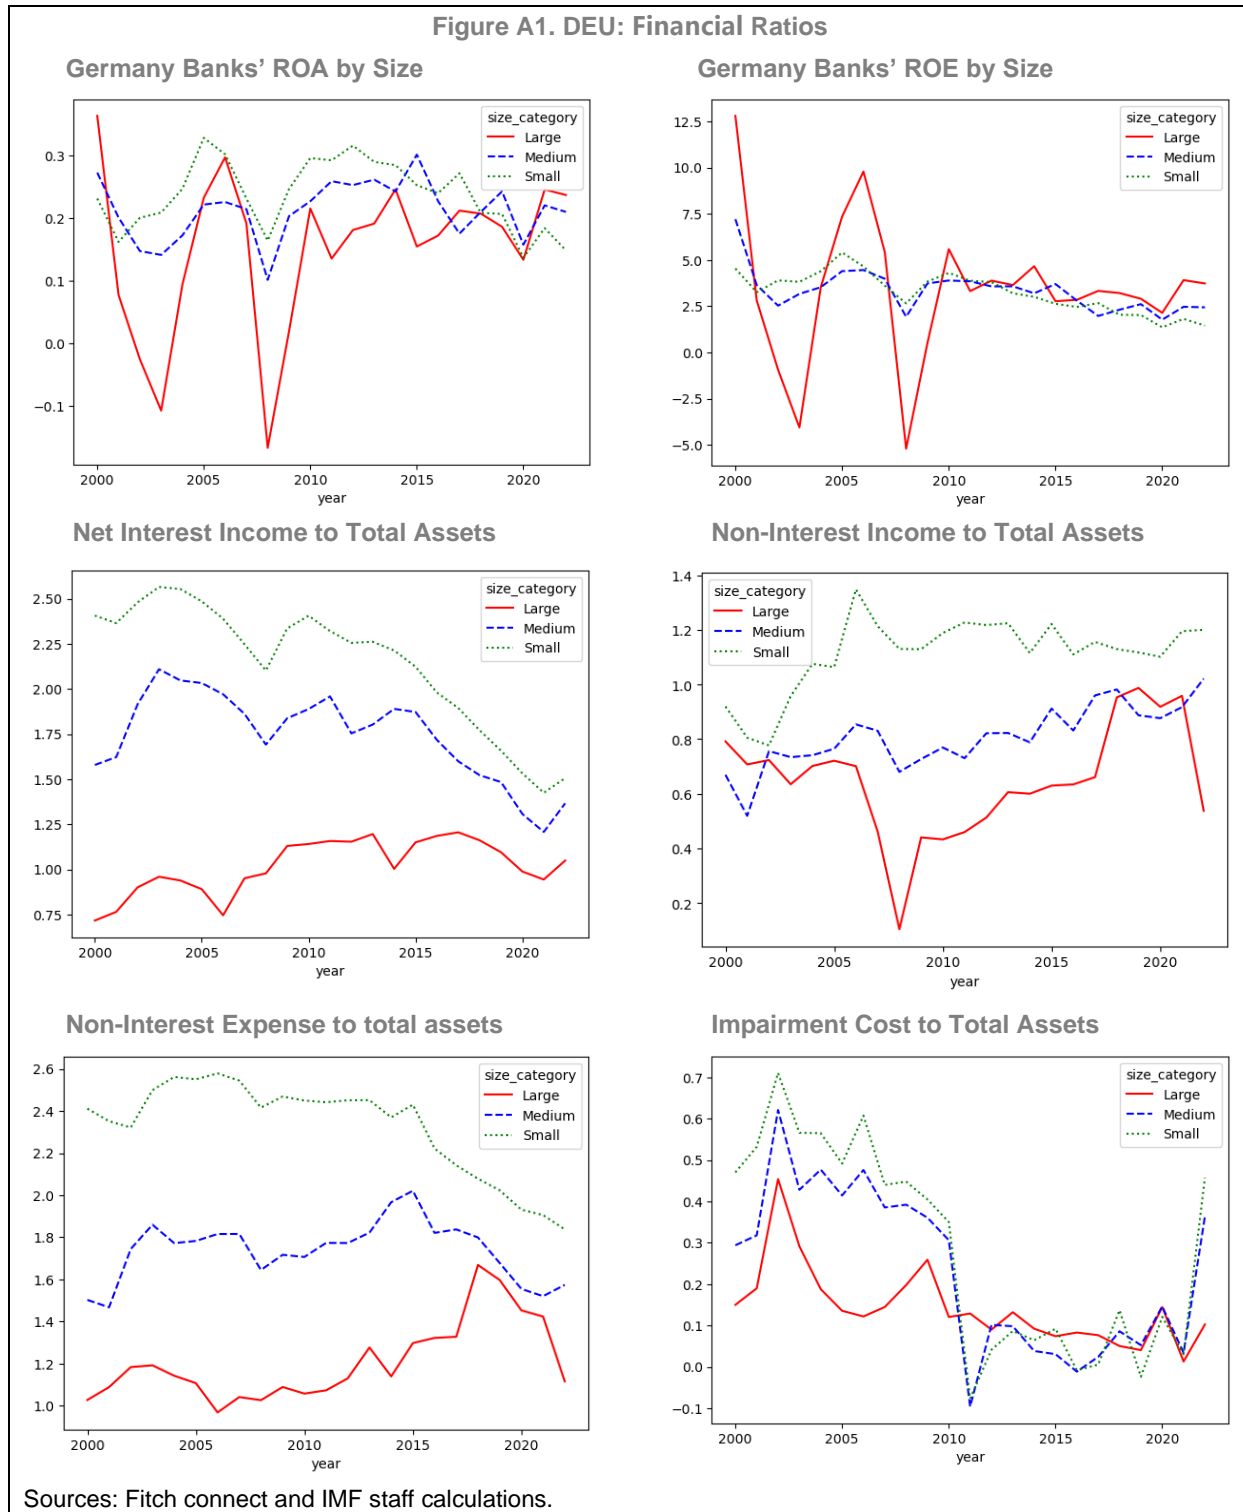 Figure A1. DEU: Financial Ratios
Germany Banks' ROA by Size
size_category
Large
Medium
Small
0.3
0.2
0.1
0.0
−0.1
2000 2005 2010 2015 2020
year
Germany Banks' ROE by Size
size_category
Large
Medium
Small
12.5
10.0
7.5
5.0
2.5
0.0
−2.5
−5.0
2000 2005 2010 2015 2020
year
Net Interest Income to Total Assets
size_category
Large
Medium
Small
2.50
2.25
2.00
1.75
1.50
1.25
1.00
0.75
2000 2005 2010 2015 2020
year
Non-Interest Income to Total Assets
size_category
Large
Medium
Small
1.4
1.2
1.0
0.8
0.6
0.4
0.2
2000 2005 2010 2015 2020
year
Non-Interest Expense to total assets
size_category
Large
Medium
Small
2.6
2.4
2.2
2.0
1.8
1.6
1.4
1.2
1.0
2000 2005 2010 2015 2020
year
Impairment Cost to Total Assets
size_category
Large
Medium
Small
0.7
0.6
0.5
0.4
0.3
0.2
0.1
0.0
−0.1
2000 2005 2010 2015 2020
year
Sources: Fitch connect and IMF staff calculations.